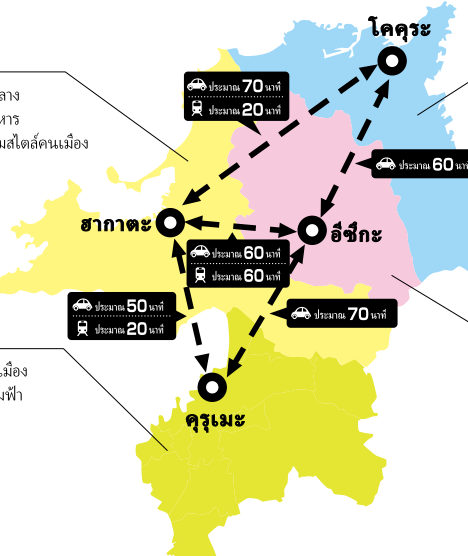 โคคุระ
ประมาณ 70 นาที
ประมาณ 20 นาที
ลาง
หาร
มสไตล์คนเมือง
ประมาณ 60 นาที
ฮากาตะ
อีซึกะ
ประมาณ 60 นาที
ประมาณ 60 นาที
ประมาณ 50 นาที
ประมาณ 20 นาที
ประมาณ 70 นาที
เมือง
มฟ้า
คุรุเมะ